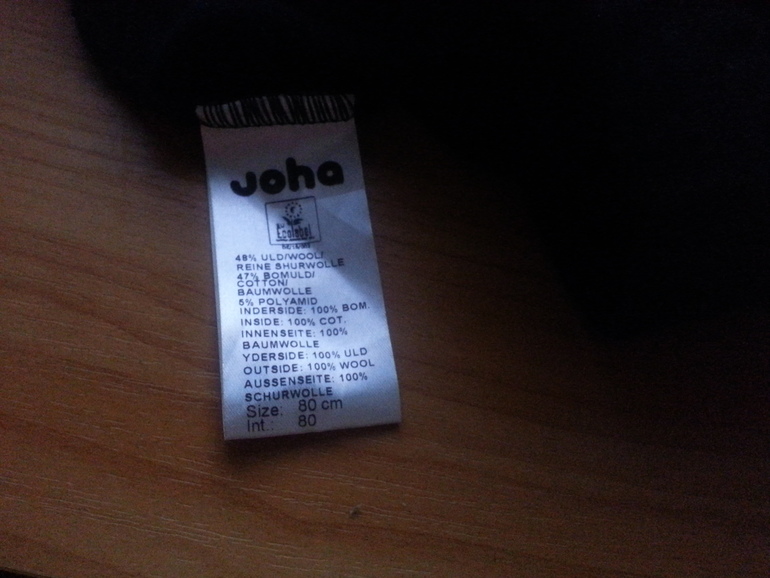 Joha
Ecolabel
48% ULD/WOOL/
REINE SHURWOLLE
47% BOMULD/
COTTON/
BAUMWOLLE
5% POLYAMID
INDERSIDE: 100% BOM.
INSIDE: 100% COT.
INNENSEITE: 100%
BAUMWOLLE
YDERSIDE: 100% ULD
OUTSIDE: 100% WOOL
AUSSENSEITE: 100%
SCHURWOLLE
Size: 80 cm
Int.: 80